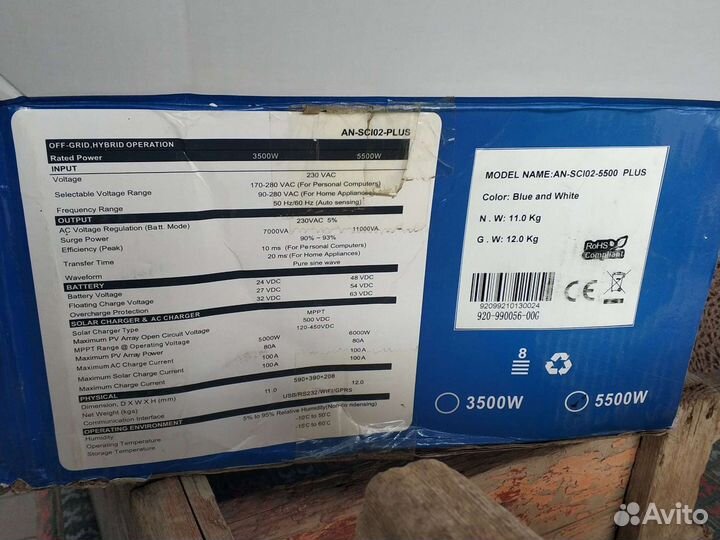 AN-SCI02-PLUS
OFF-GRID,HYBRID OPERATION
Rated Power 3500W 5500W
INPUT
Voltage 230 VAC
Selectable Voltage Range 170-280 VAC (For Personal Computers)
90-280 VAC (For Home Appliances)
Frequency Range 50 Hz/60 Hz (Auto sensing)
OUTPUT
AC Voltage Regulation (Batt. Mode) 230VAC 5%
Surge Power 7000VA 11000VA
Efficiency (Peak) 90% ~ 93%
Transfer Time 10 ms (For Personal Computers)
20 ms (For Home Appliances)
Waveform Pure sine wave
BATTERY
Battery Voltage 24 VDC 48 VDC
Floating Charge Voltage 27 VDC 54 VDC
Overcharge Protection 32 VDC 63 VDC
SOLAR CHARGER & AC CHARGER
Solar Charger Type MPPT
Maximum PV Array Open Circuit Voltage 500 VDC
MPPT Range @ Operating Voltage 120-450VDC
Maximum PV Array Power 5000W 6000W
Maximum AC Charge Current 80A 80A
Maximum Solar Charge Current 100 A 100 A
Maximum Charge Current 100 A 100 A
PHYSICAL
Dimension, D X W X H (mm) 590*390*208
Net Weight (kgs) 11.0 12.0
Communication Interface USB/RS232/WIFI/GPRS
OPERATING ENVIRONMENT
Humidity 5% to 95% Relative Humidity
Operating Temperature -10℃ to 50℃
Storage Temperature -15℃ to 60℃
MODEL NAME:AN-SCI02-5500 PLUS
Color: Blue and White
N . W: 11.0 Kg
G . W: 12.0 Kg
RoHS
Compliant
92099210130024
920-990056-00G
CE
8
3500W
5500W
Avito